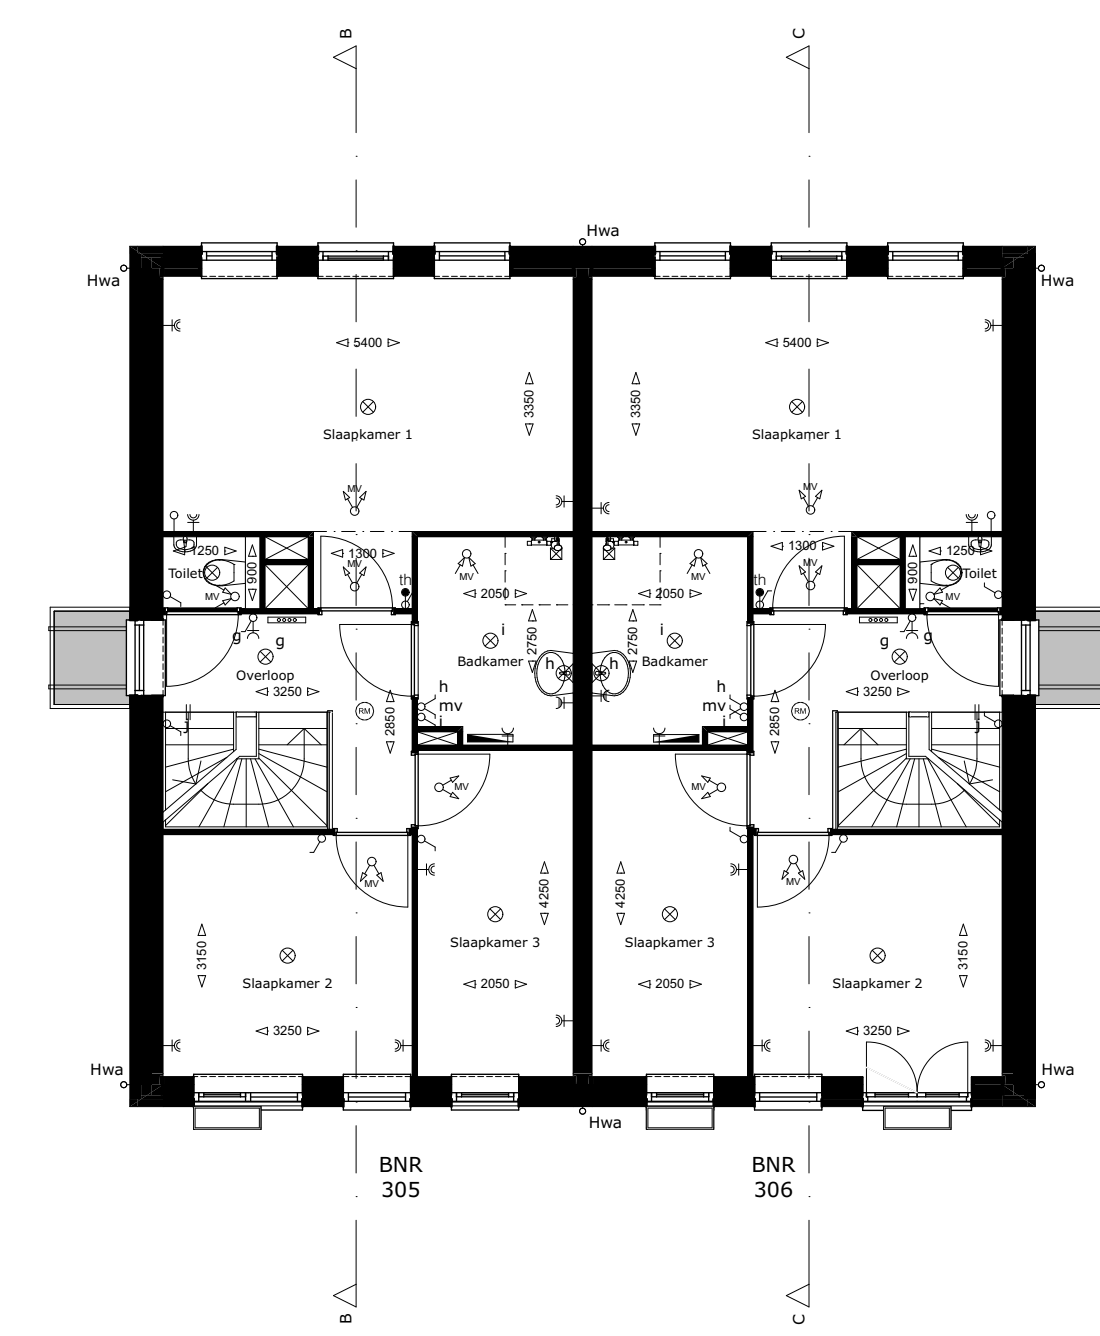 B
C
Hwa
Hwa
Hwa
5400
5400
3350
3350
Slaapkamer 1
Slaapkamer 1
MV
MV
1250
1300
1300
1250
Toilet
900
MV
MV
th
MV
2050
MV
2050
th
MV
MV
900
Toilet
g
g
i
2750
2750
i
g
g
Overloop
Badkamer
h
h
Badkamer
Overloop
3250
3250
h
mv
i
h
mv
i
j
RM
2850
RM
2850
j
MV
MV
MV
MV
4250
4250
3150
3150
Slaapkamer 3
Slaapkamer 3
Slaapkamer 2
Slaapkamer 2
2050
2050
3250
3250
Hwa
Hwa
Hwa
BNR
305
BNR
306
B
C